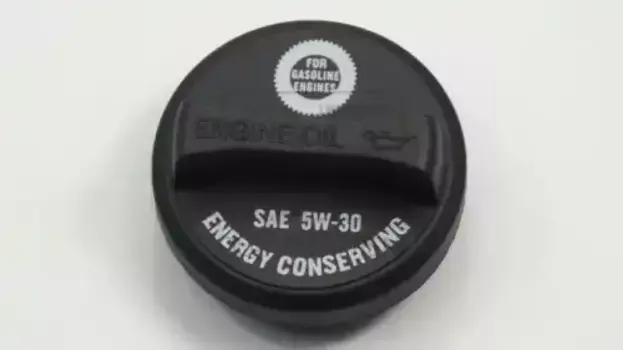 FOR
GASOLINE
ENGINES
ENGINE OIL
SAE 5W-30
ENERGY CONSERVING